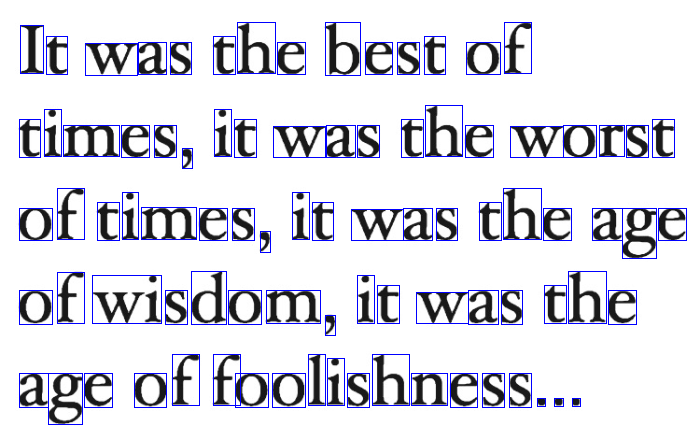 It was the best of
times, it was the worst
of times, it was the age
of wisdom, it was the
age of foolishness...